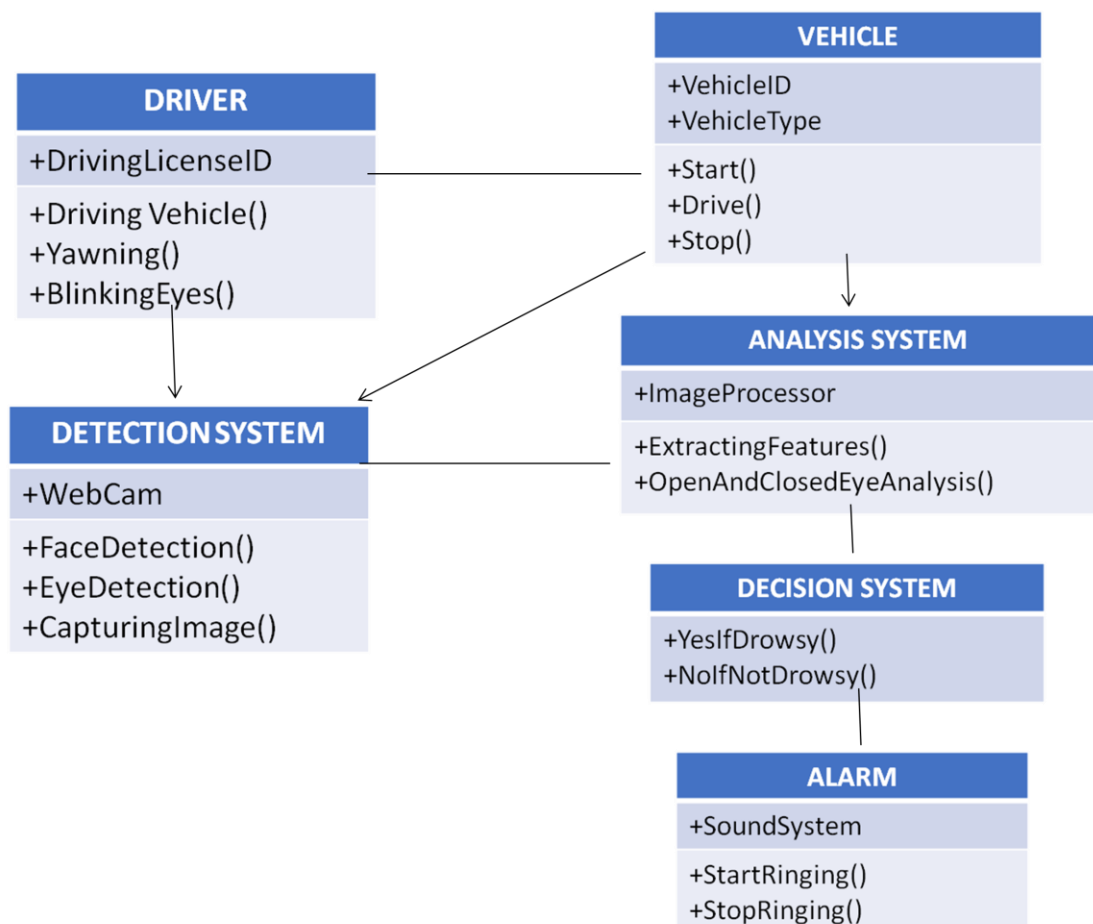 DRIVER
+DrivingLicenseID
+Driving Vehicle()
+Yawning()
+BlinkingEyes()
VEHICLE
+VehicleID
+VehicleType
+Start()
+Drive()
+Stop()
DETECTION SYSTEM
+WebCam
+FaceDetection()
+EyeDetection()
+CapturingImage()
ANALYSIS SYSTEM
+ImageProcessor
+ExtractingFeatures()
+OpenAndClosedEyeAnalysis()
DECISION SYSTEM
+YesIfDrowsy()
+NoIfNotDrowsy()
ALARM
+SoundSystem
+StartRinging()
+StopRinging()